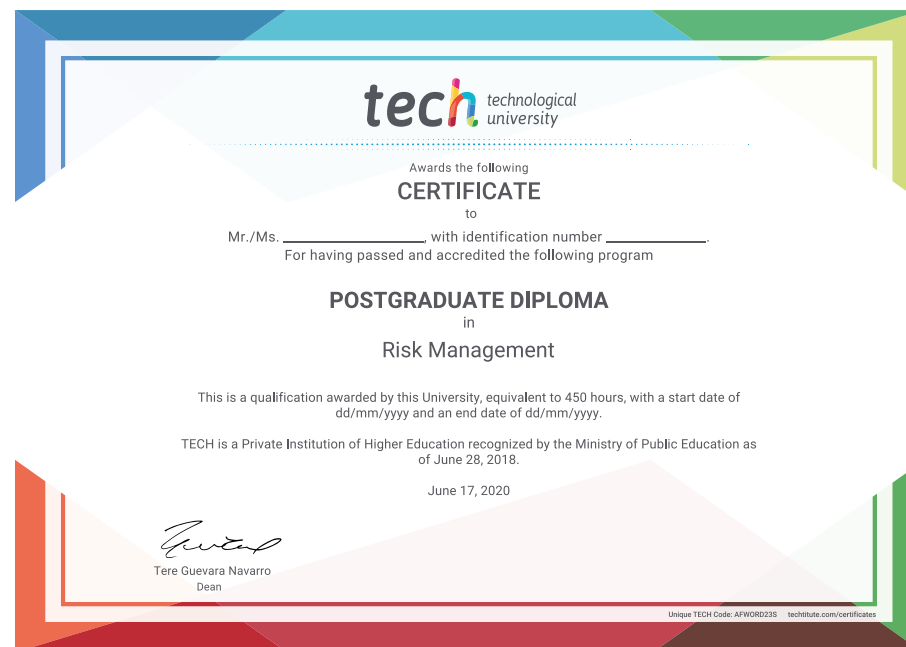 tech technological
university
Awards the following
CERTIFICATE
to
Mr./Ms. ____________, with identification number _________.
For having passed and accredited the following program
POSTGRADUATE DIPLOMA
in
Risk Management
This is a qualification awarded by this University, equivalent to 450 hours, with a start date of
dd/mm/yyyy and an end date of dd/mm/yyyy.
TECH is a Private Institution of Higher Education recognized by the Ministry of Public Education as
of June 28, 2018.
June 17, 2020
Tere Guevara Navarro
Dean
Unique TECH Code: AFWORD23S techtitute.com/certificates